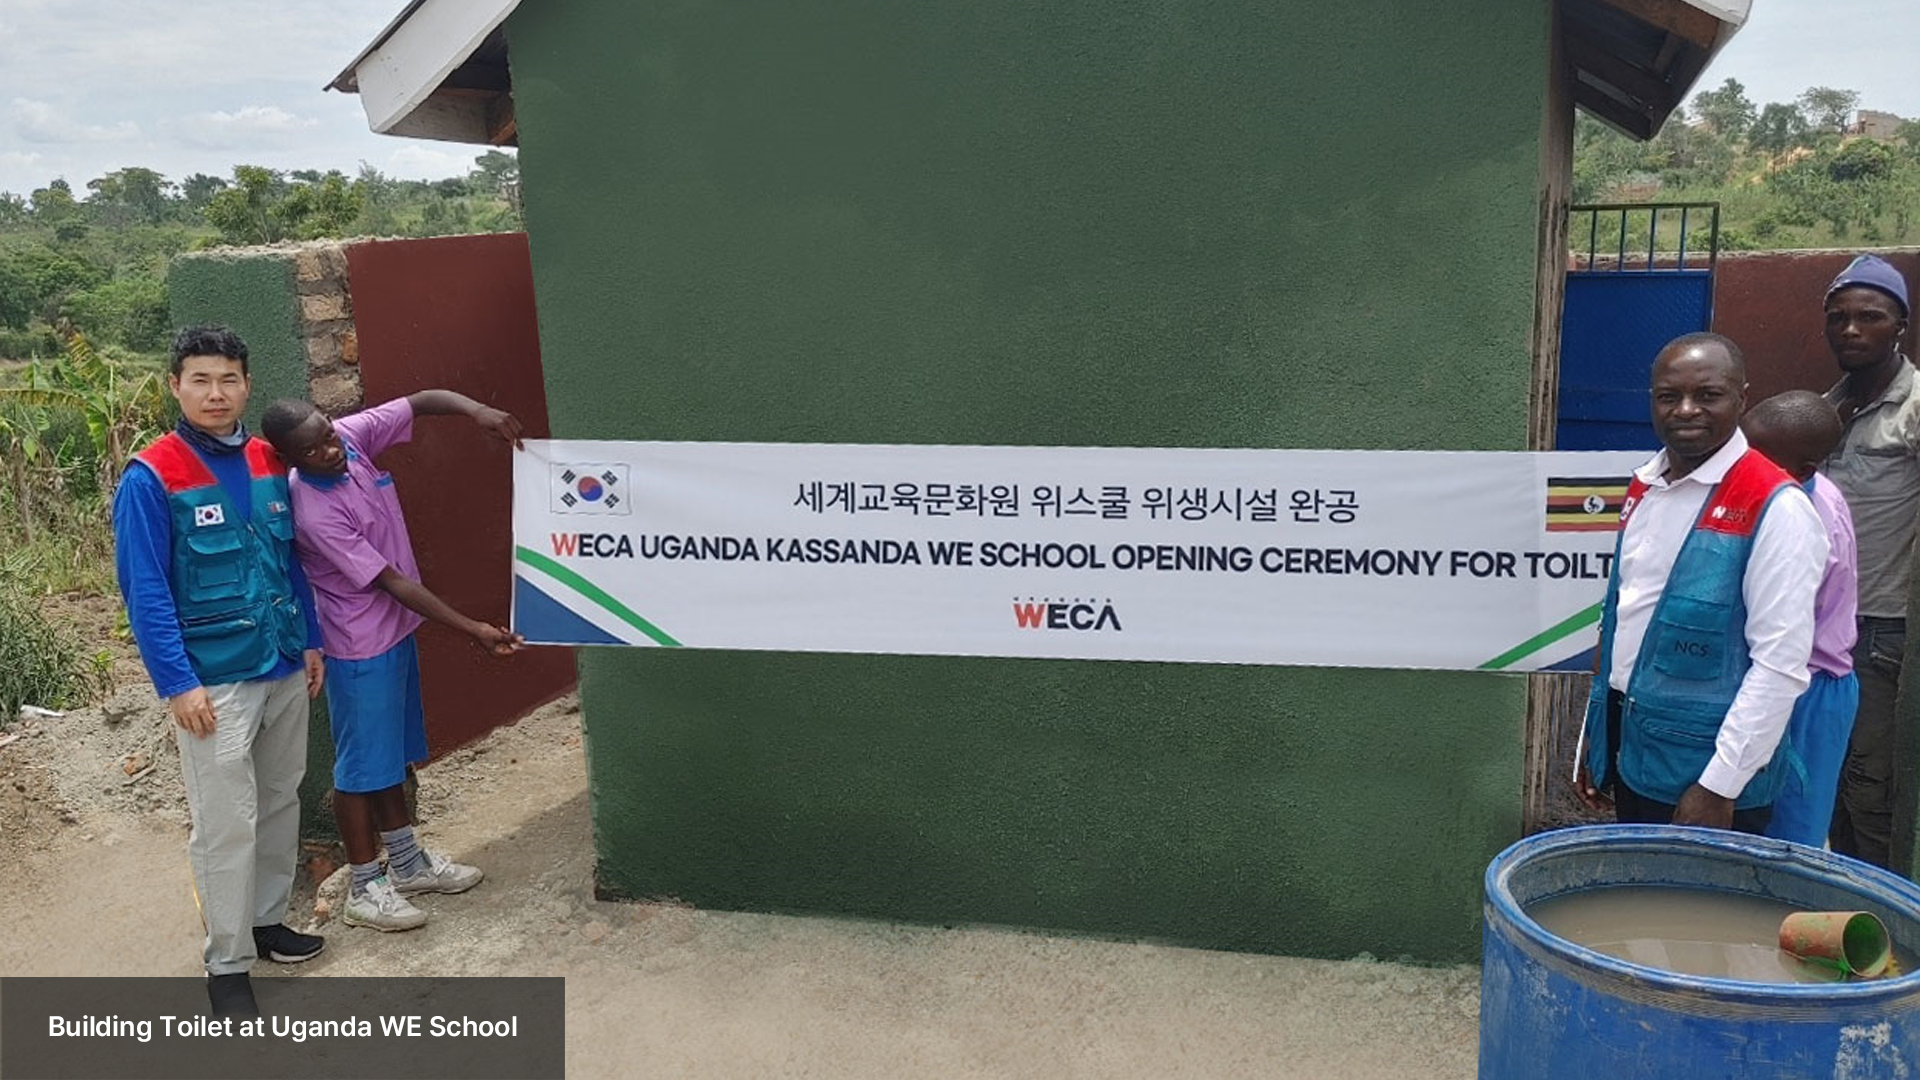 세계교육문화원 위스쿨 위생시설 완공
WECA UGANDA KASSANDA WE SCHOOL OPENING CEREMONY FOR TOILT
WECA
NCS
Building Toilet at Uganda WE School